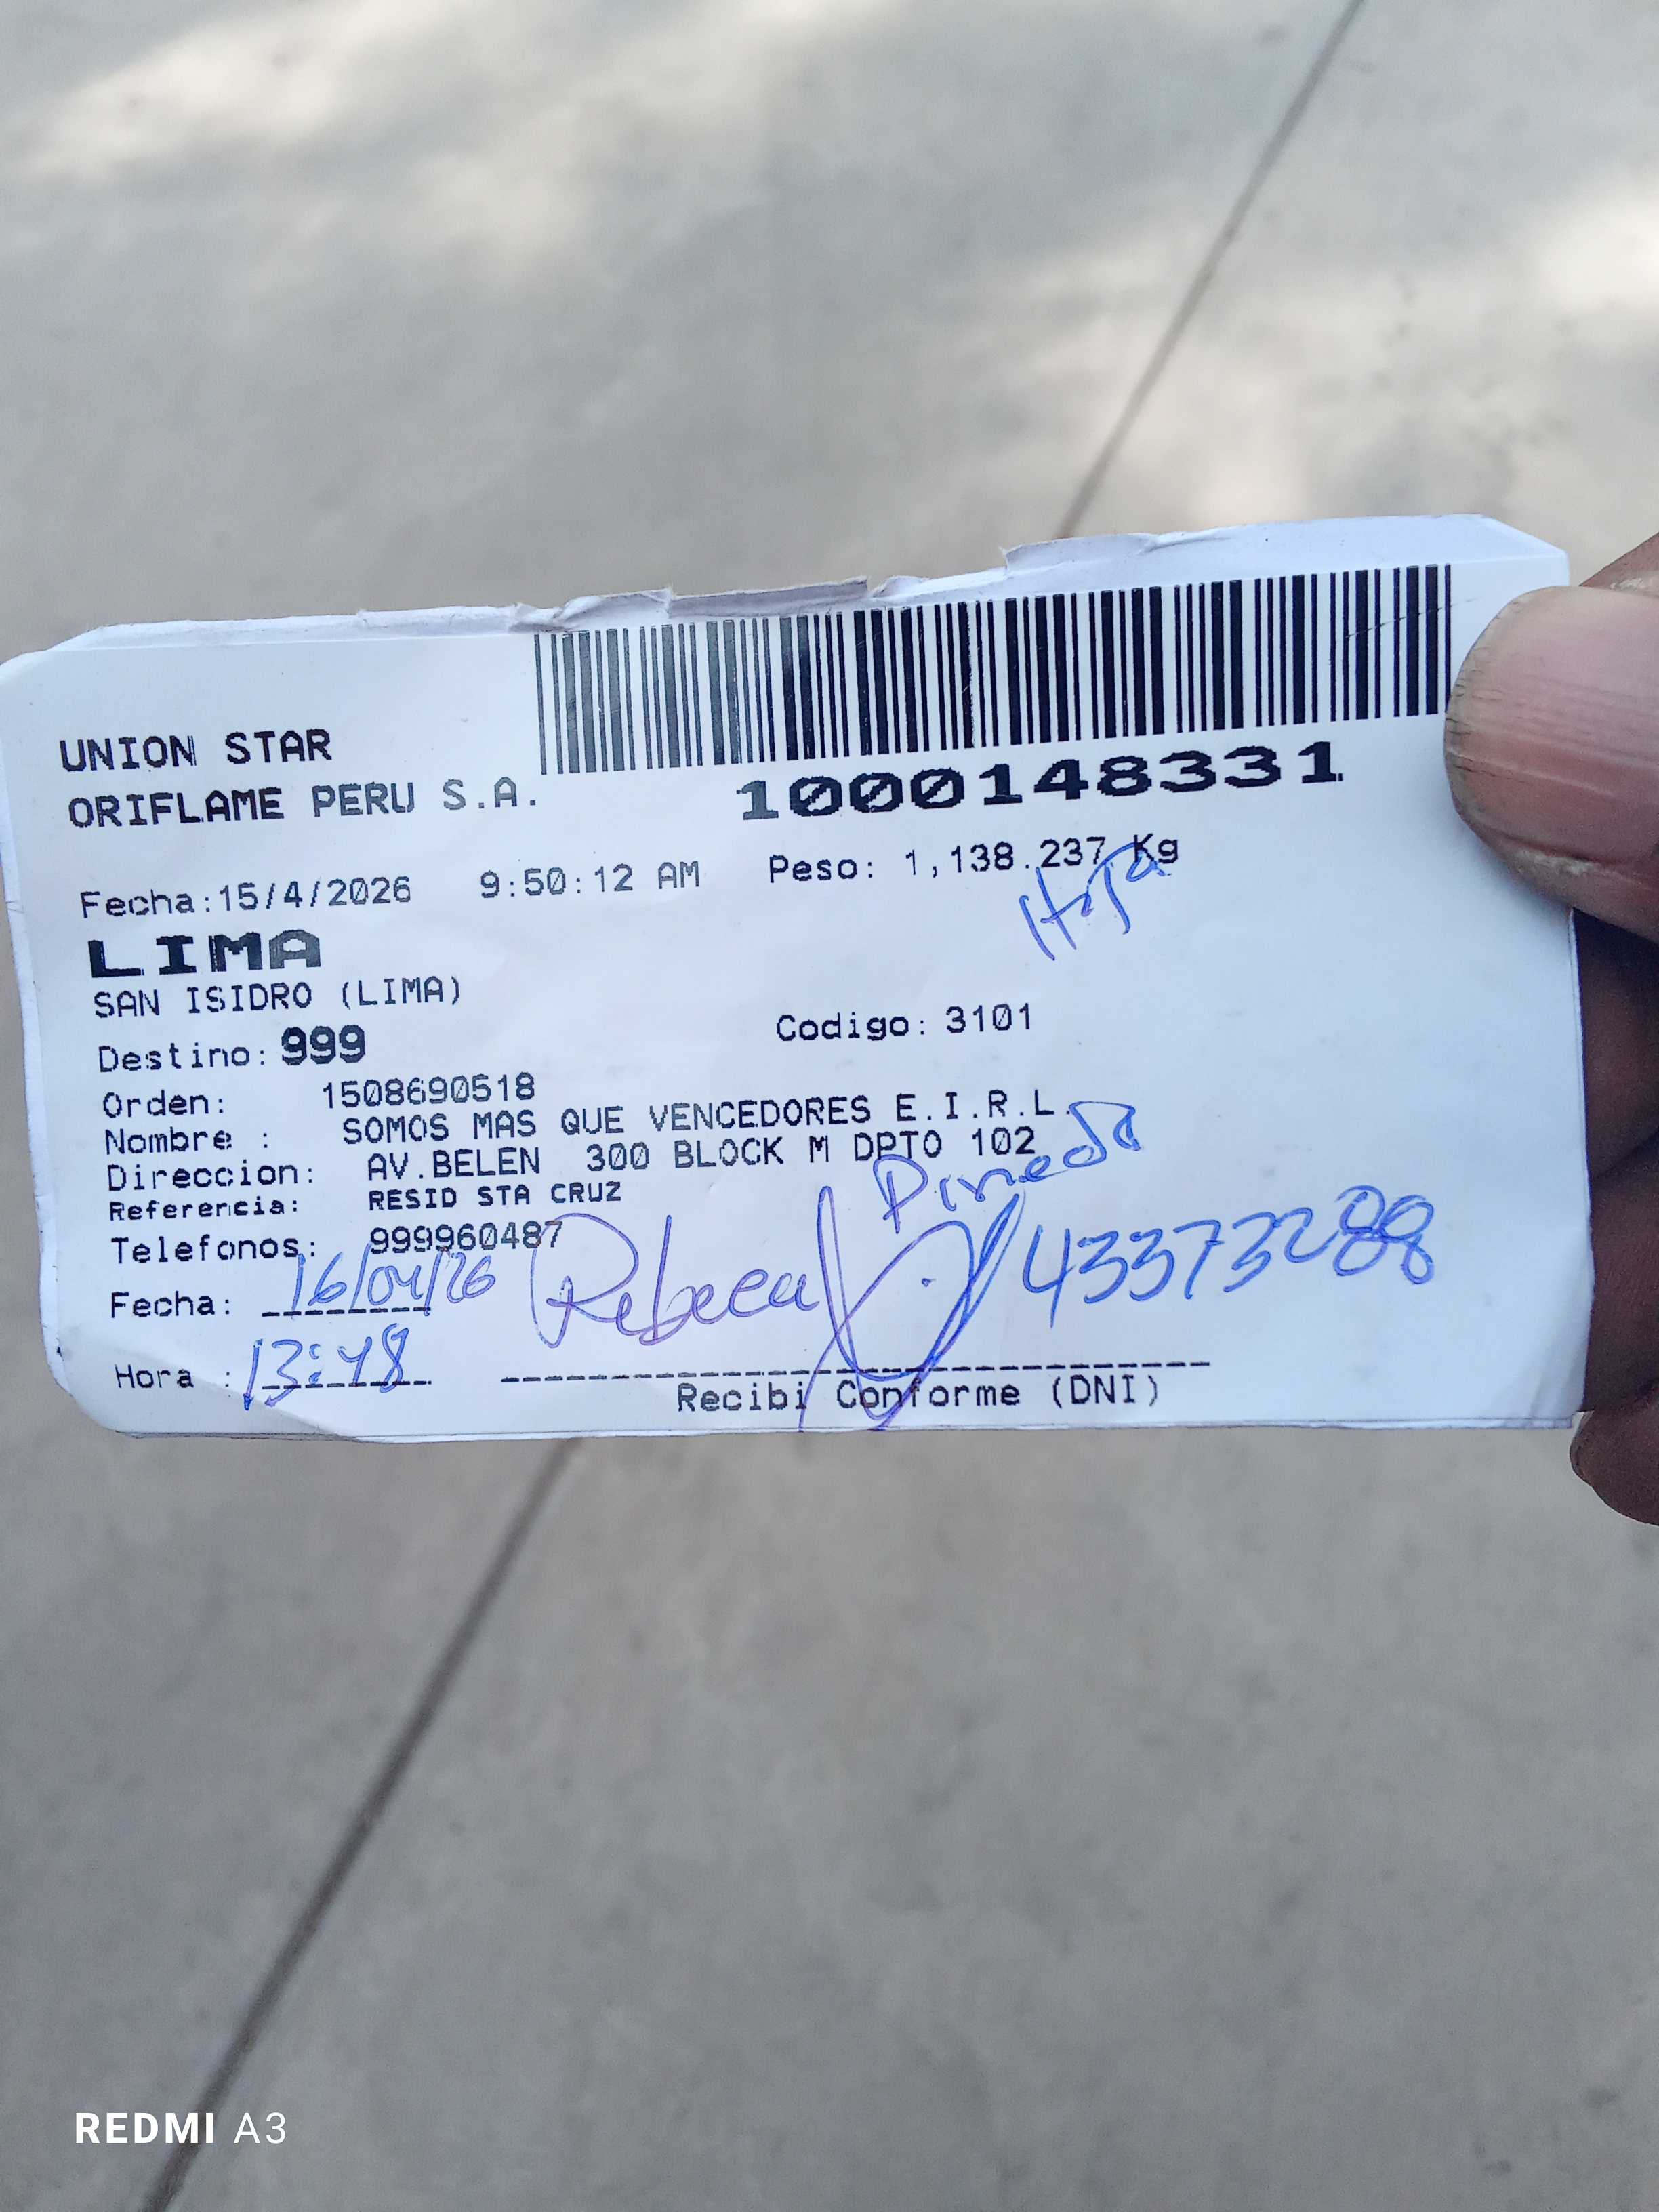 UNION STAR
ORIFLAME PERU S.A.
1000148331
Fecha:15/4/2026 9:50:12 AM Peso: 1,138.237 Kg
Hija
LIMA
SAN ISIDRO (LIMA)
Destino: 999 Codigo: 3101
Orden: 1508690518
Nombre : SOMOS MAS QUE VENCEDORES E.I.R.L.
Direccion: AV.BELEN 300 BLOCK M DPTO 102
Referencia: RESID STA CRUZ
Pineda
Telefonos: 999960487
Fecha: 16/04/26 Rebeca 43373288
Hora : 13:48
Recibi Conforme (DNI)
REDMI A3